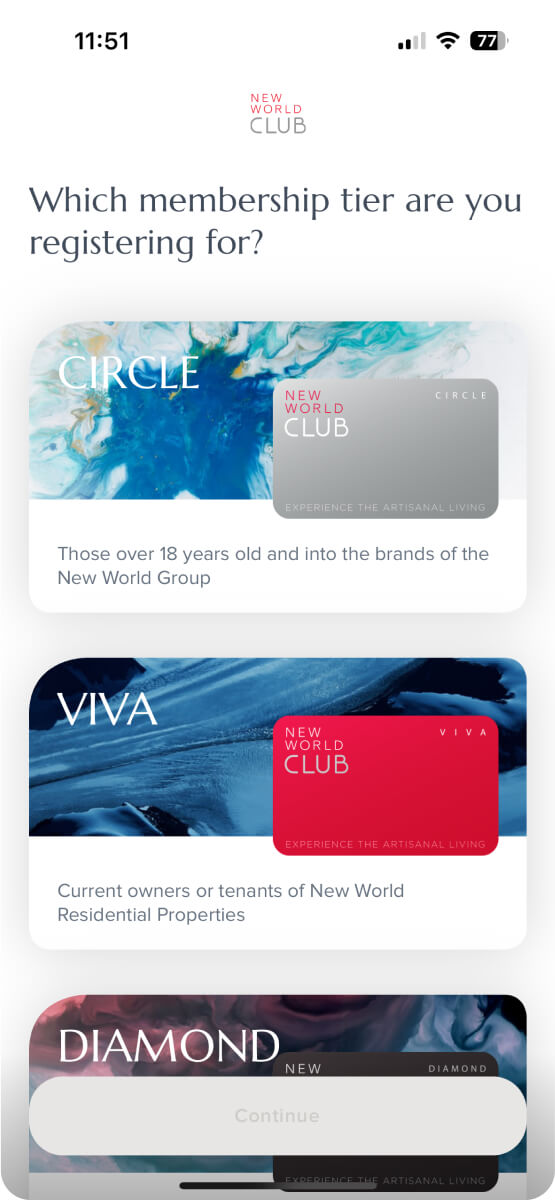 11:51
77
NEW
WORLD
CLUB
Which membership tier are you
registering for?
CIRCLE
NEW
WORLD
CLUB
CIRCLE
EXPERIENCE THE ARTISANAL LIVING
Those over 18 years old and into the brands of the
New World Group
VIVA
NEW
WORLD
CLUB
VIVA
EXPERIENCE THE ARTISANAL LIVING
Current owners or tenants of New World
Residential Properties
DIAMOND
NEW
DIAMOND
Continue
EXPERIENCE THE ARTISANAL LIVING